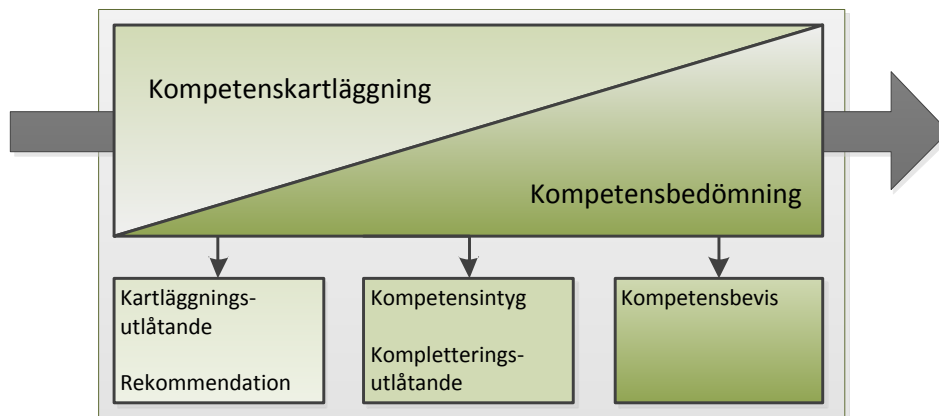 Kompetenskartläggning
Kompetensbedömning
Kartläggnings-
utlåtande
Rekommendation
Kompetensintyg
Kompletterings-
utlåtande
Kompetensbevis